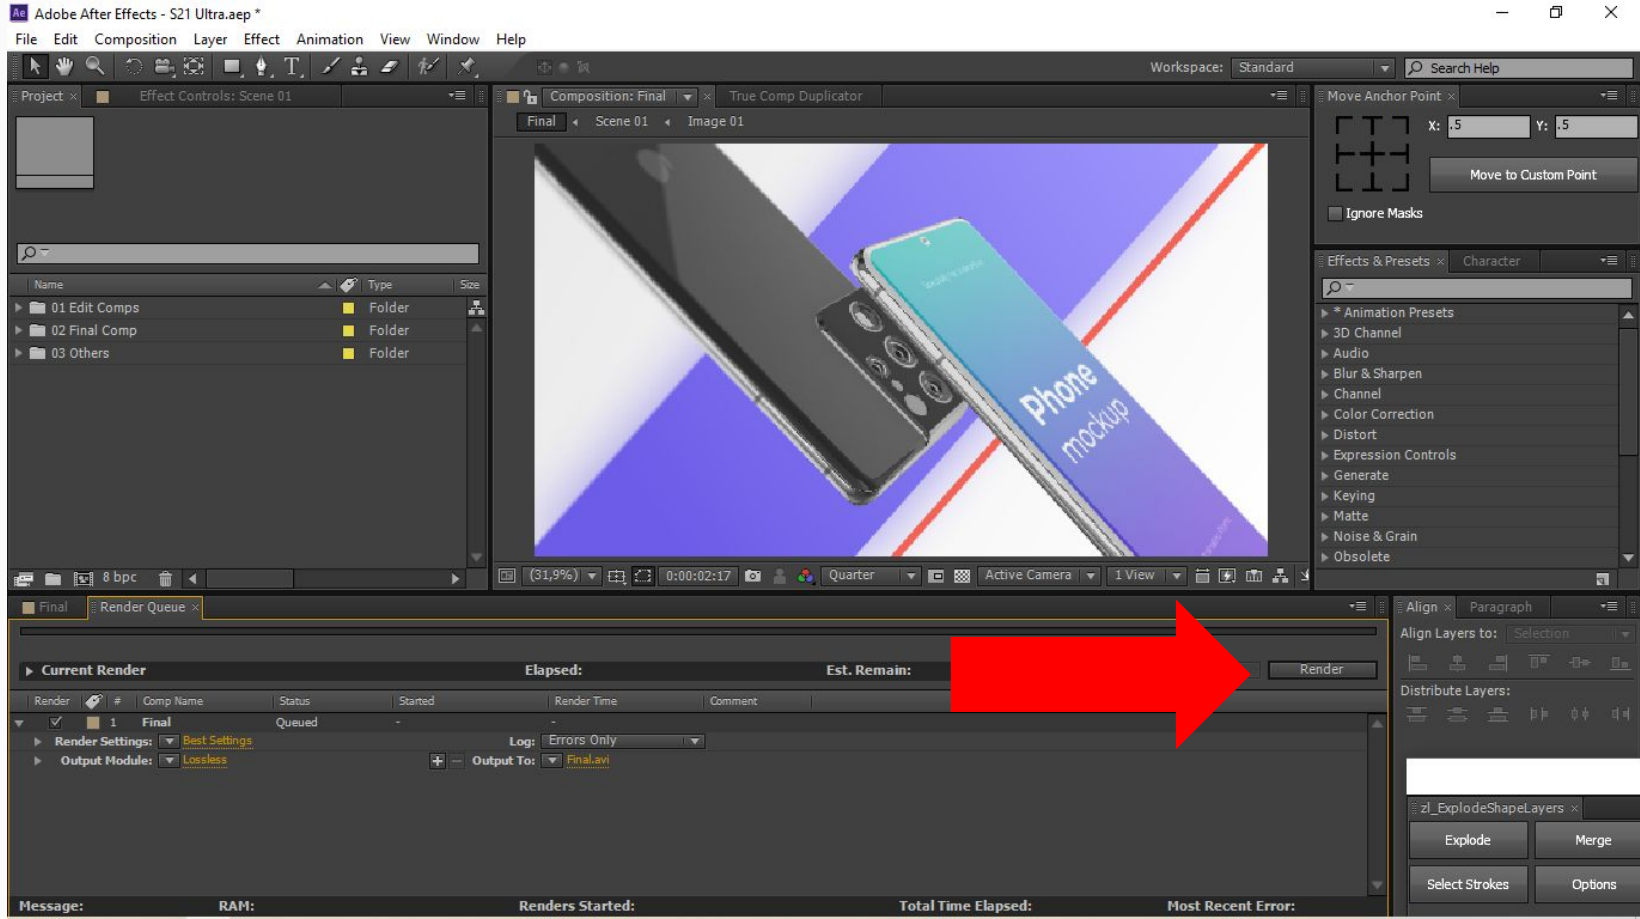 Ae Adobe After Effects - S21 Ultra.aep *
File Edit Composition Layer Effect Animation View Window Help
Workspace: Standard Search Help
Project × Effect Controls: Scene 01
Composition: Final × True Comp Duplicator
Final Scene 01 Image 01
Move Anchor Point ×
X: .5 Y: .5
Move to Custom Point
Ignore Masks
Name Type Size
01 Edit Comps Folder
02 Final Comp Folder
03 Others Folder
8 bpc
Phone
mockup
(31,9%) 0:00:02:17 Quarter Active Camera 1 View
Effects & Presets × Character
* Animation Presets
3D Channel
Audio
Blur & Sharpen
Channel
Color Correction
Distort
Expression Controls
Generate
Keying
Matte
Noise & Grain
Obsolete
Final Render Queue ×
Current Render Elapsed: Est. Remain: Render
Render # Comp Name Status Started Render Time Comment
1 Final Queued - -
Render Settings: Best Settings Log: Errors Only
Output Module: Lossless Output To: Final.avi
Message: RAM: Renders Started: Total Time Elapsed: Most Recent Error:
Align × Paragraph
Align Layers to: Selection
Distribute Layers:
zl_ExplodeShapeLayers ×
Explode Merge
Select Strokes Options